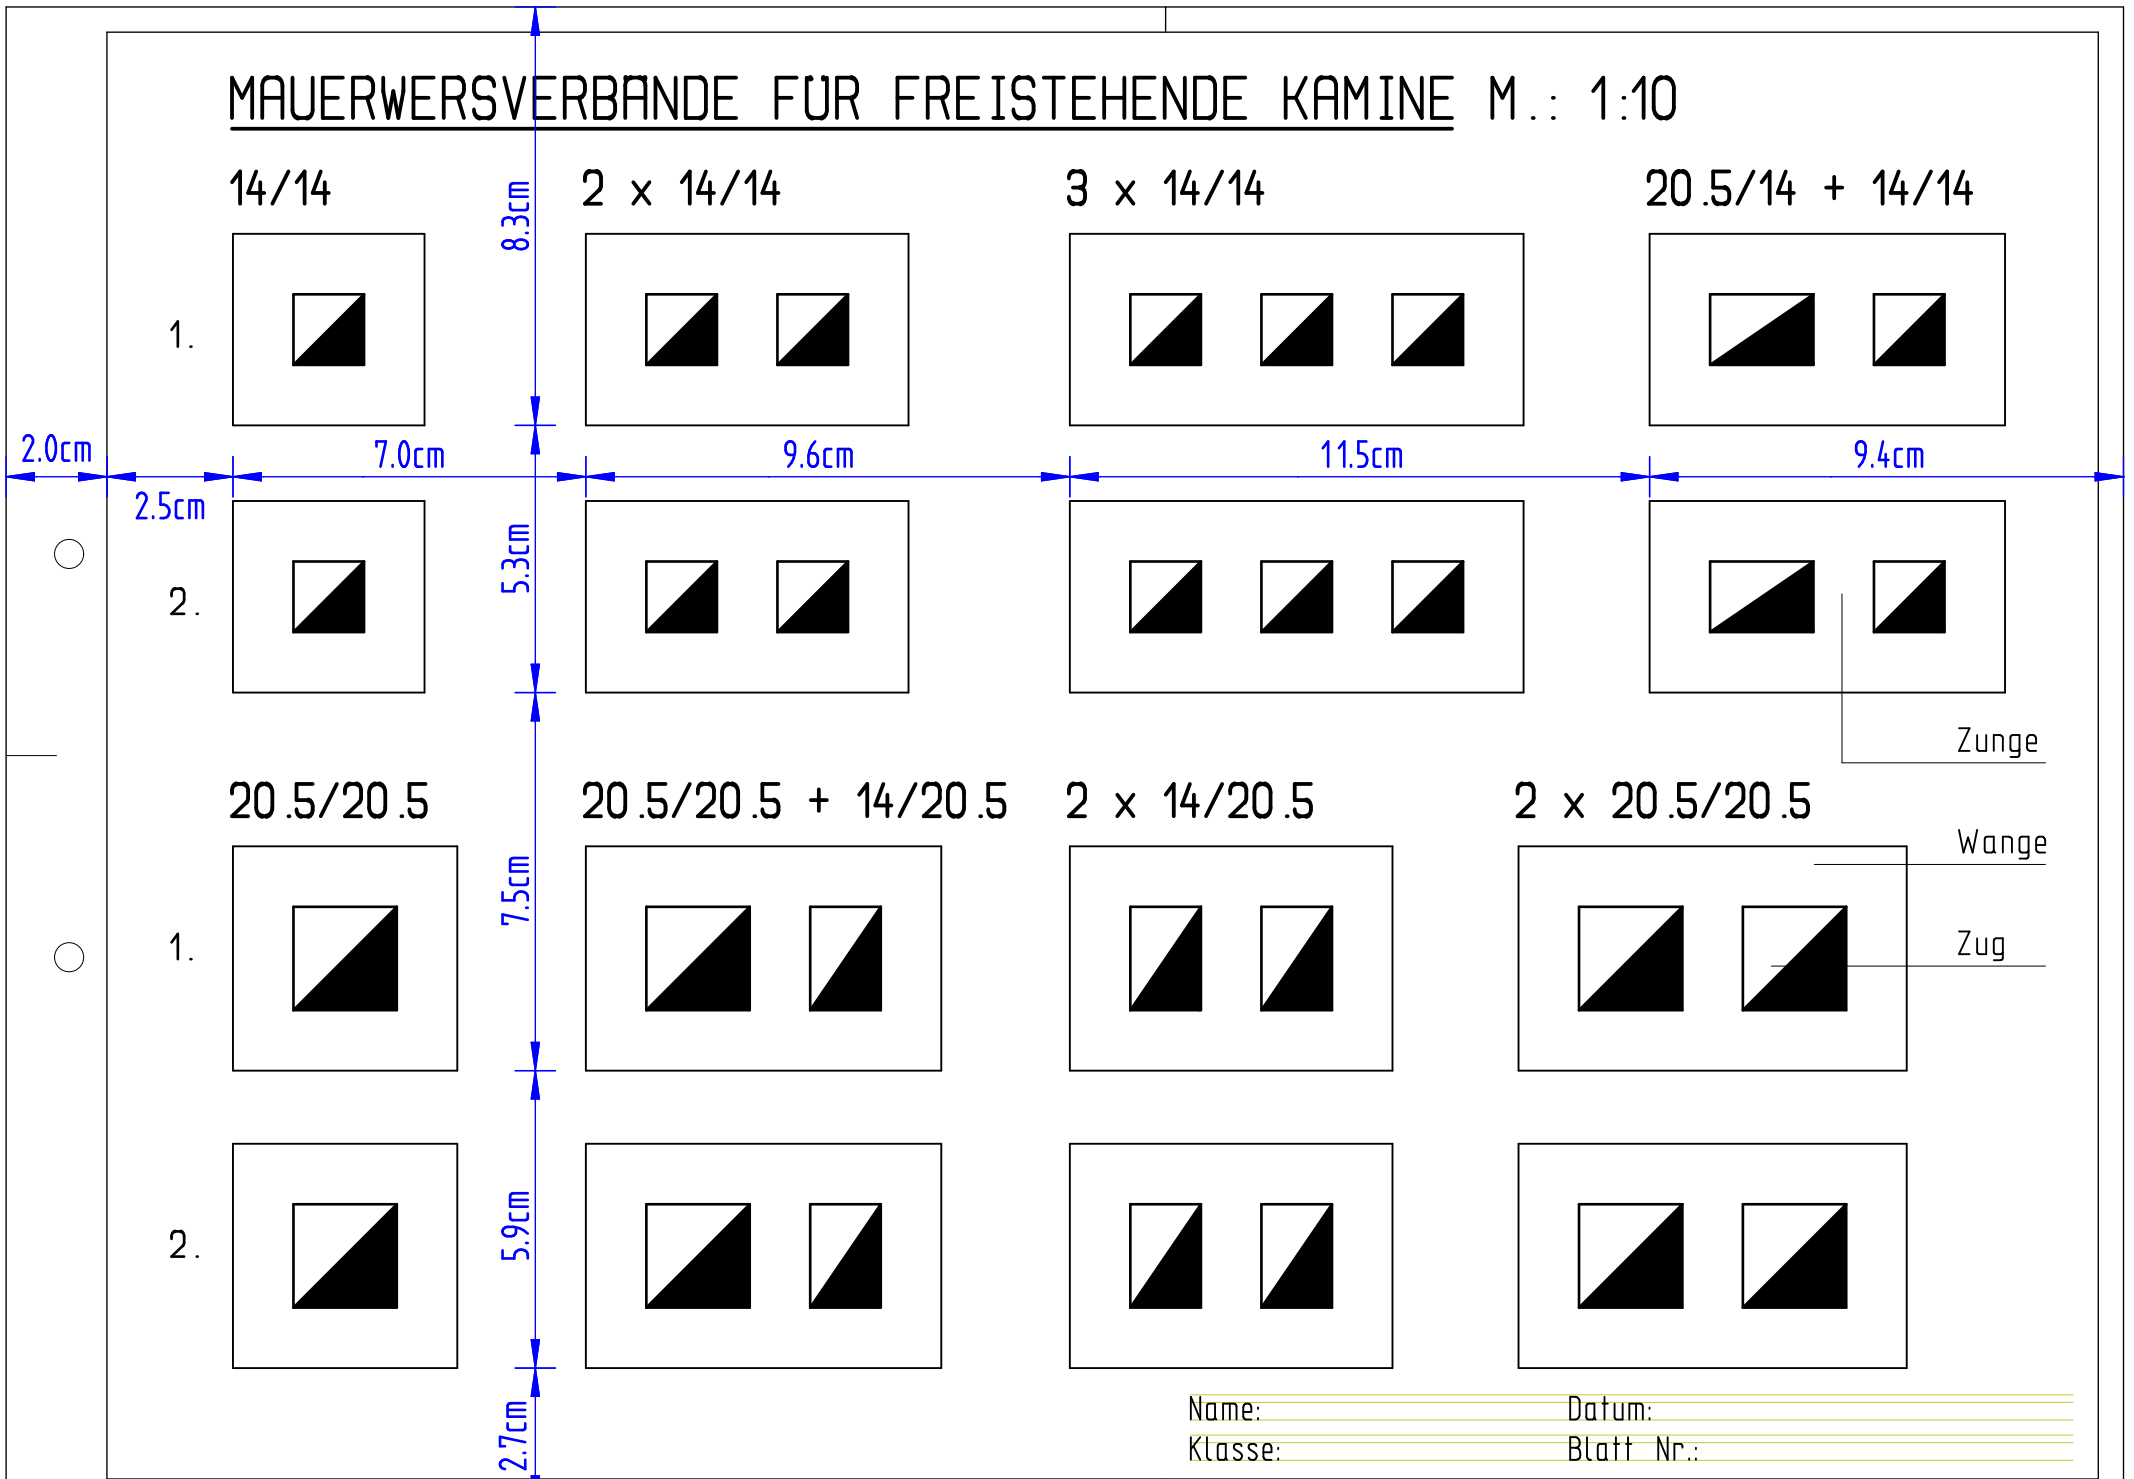 MAUERWERSVERBÄNDE FÜR FREISTEHENDE KAMINE M.: 1:10
14/14
2 x 14/14
3 x 14/14
20.5/14 + 14/14
8.3cm
1.
2.0cm
2.5cm
7.0cm
9.6cm
11.5cm
9.4cm
5.3cm
2.
Zunge
20.5/20.5
20.5/20.5 + 14/20.5
2 x 14/20.5
2 x 20.5/20.5
Wange
7.5cm
1.
Zug
5.9cm
2.
2.7cm
Name:
Datum:
Klasse:
Blatt Nr.: